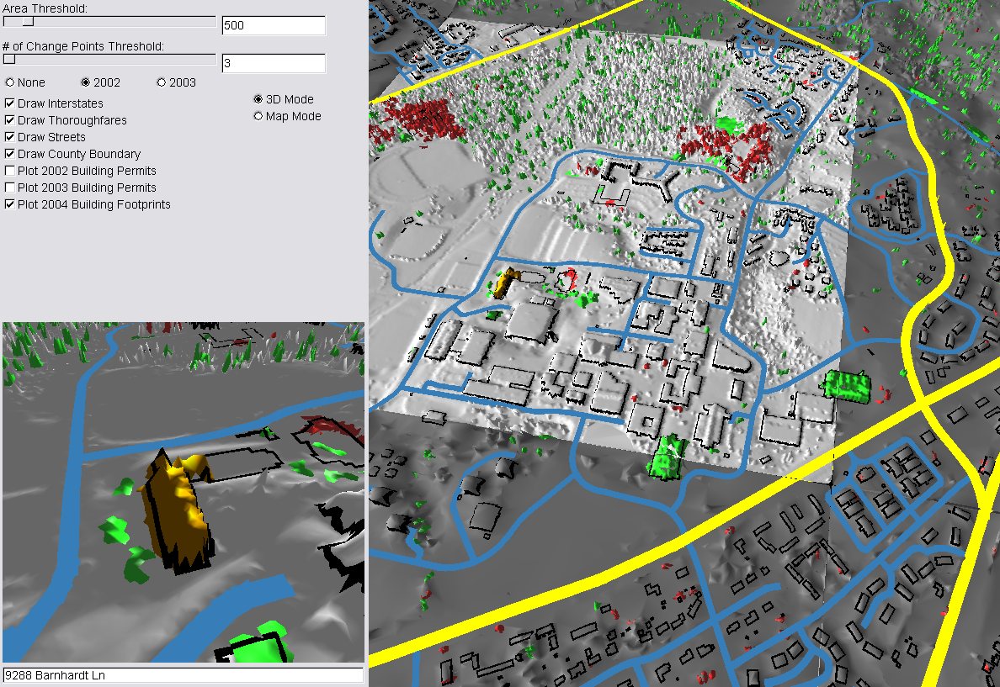 Area Threshold:
500
# of Change Points Threshold:
3
None 2002 2003
3D Mode
Map Mode
Draw Interstates
Draw Thoroughfares
Draw Streets
Draw County Boundary
Plot 2002 Building Permits
Plot 2003 Building Permits
Plot 2004 Building Footprints
9288 Barnhardt Ln